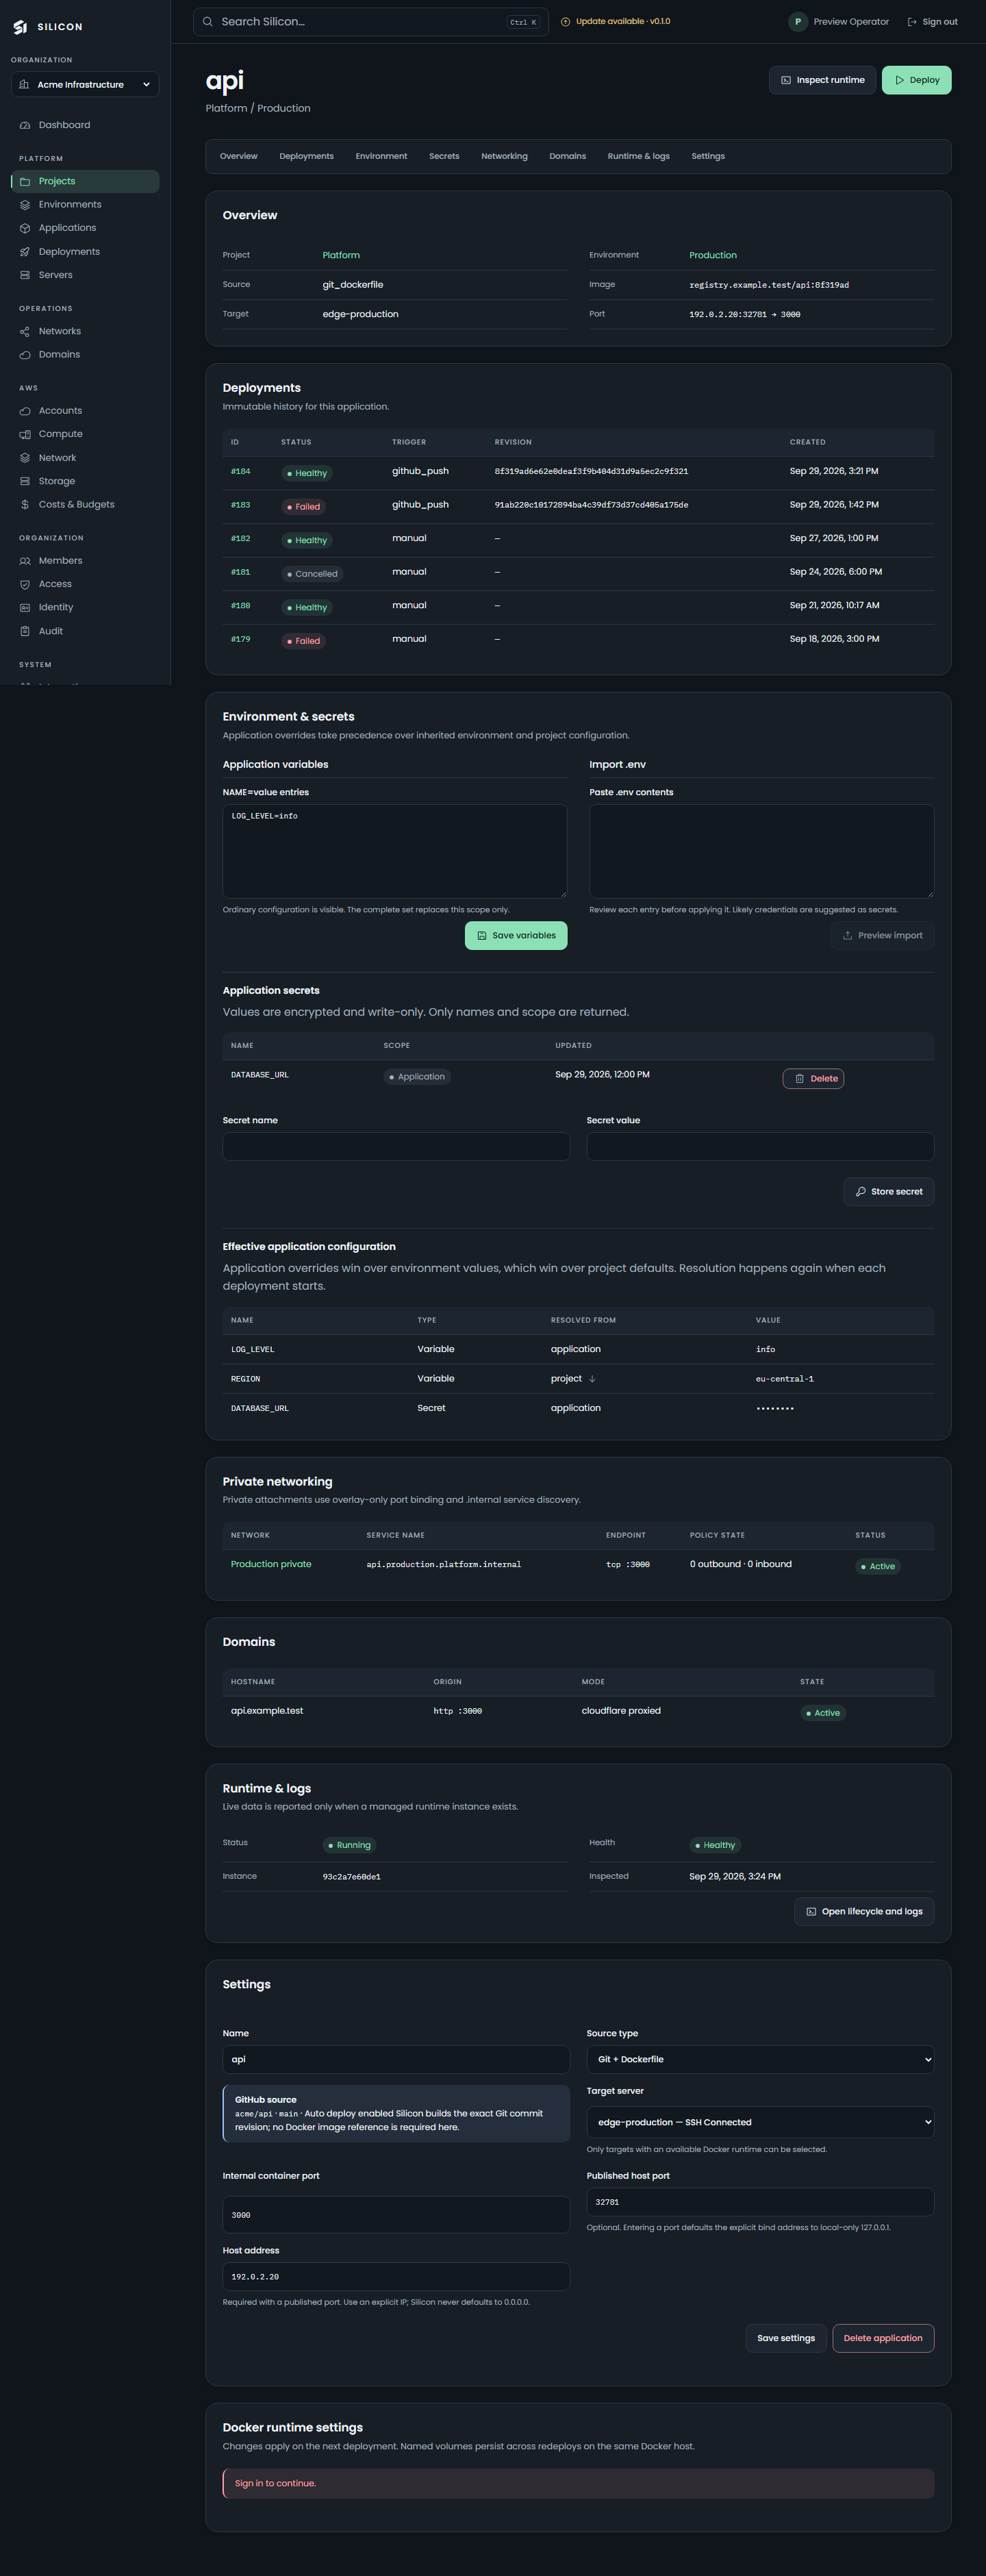 SILICON
ORGANIZATION
Acme Infrastructure
Dashboard
PLATFORM
Projects
Environments
Applications
Deployments
Servers
OPERATIONS
Networks
Domains
AWS
Accounts
Compute
Network
Storage
Costs & Budgets
ORGANIZATION
Members
Access
Identity
Audit
SYSTEM
Search Silicon...
Ctrl K
Update available · v0.1.0
P
Preview Operator
Sign out
api
Platform / Production
Inspect runtime
Deploy
Overview Deployments Environment Secrets Networking Domains Runtime & logs Settings
Overview
Project Platform
Environment Production
Source git_dockerfile
Image registry.example.test/api:8f319ad
Target edge-production
Port 192.0.2.20:32781 → 3000
Deployments
Immutable history for this application.
ID STATUS TRIGGER REVISION CREATED
#184 Healthy github_push 8f319ad6e62e0deaf3f9b404d31d9a5ec2c9f321 Sep 29, 2026, 3:21 PM
#183 Failed github_push 91ab220c18172894ba4c39df73d37cd405a175de Sep 29, 2026, 1:42 PM
#182 Healthy manual — Sep 27, 2026, 1:00 PM
#181 Cancelled manual — Sep 24, 2026, 6:00 PM
#180 Healthy manual — Sep 21, 2026, 10:17 AM
#179 Failed manual — Sep 18, 2026, 3:00 PM
Environment & secrets
Application overrides take precedence over inherited environment and project configuration.
Application variables
NAME=value entries
LOG_LEVEL=info
Ordinary configuration is visible. The complete set replaces this scope only.
Save variables
Import .env
Paste .env contents
Review each entry before applying it. Likely credentials are suggested as secrets.
Preview import
Application secrets
Values are encrypted and write-only. Only names and scope are returned.
NAME SCOPE UPDATED
DATABASE_URL Application Sep 29, 2026, 12:00 PM Delete
Secret name
Secret value
Store secret
Effective application configuration
Application overrides win over environment values, which win over project defaults. Resolution happens again when each
deployment starts.
NAME TYPE RESOLVED FROM VALUE
LOG_LEVEL Variable application info
REGION Variable project ↓ eu-central-1
DATABASE_URL Secret application ••••••••
Private networking
Private attachments use overlay-only port binding and .internal service discovery.
NETWORK SERVICE NAME ENDPOINT POLICY STATE STATUS
Production private api.production.platform.internal tcp :3000 0 outbound · 0 inbound Active
Domains
HOSTNAME ORIGIN MODE STATE
api.example.test http :3000 cloudflare proxied Active
Runtime & logs
Live data is reported only when a managed runtime instance exists.
Status Running
Health Healthy
Instance 93c2a7e60de1
Inspected Sep 29, 2026, 3:24 PM
Open lifecycle and logs
Settings
Name
api
Source type
Git + Dockerfile
GitHub source
acme/api · main · Auto deploy enabled Silicon builds the exact Git commit
revision; no Docker image reference is required here.
Target server
edge-production — SSH Connected
Only targets with an available Docker runtime can be selected.
Internal container port
3000
Published host port
32781
Optional. Entering a port defaults the explicit bind address to local-only 127.0.0.1.
Host address
192.0.2.20
Required with a published port. Use an explicit IP; Silicon never defaults to 0.0.0.0.
Save settings
Delete application
Docker runtime settings
Changes apply on the next deployment. Named volumes persist across redeploys on the same Docker host.
Sign in to continue.